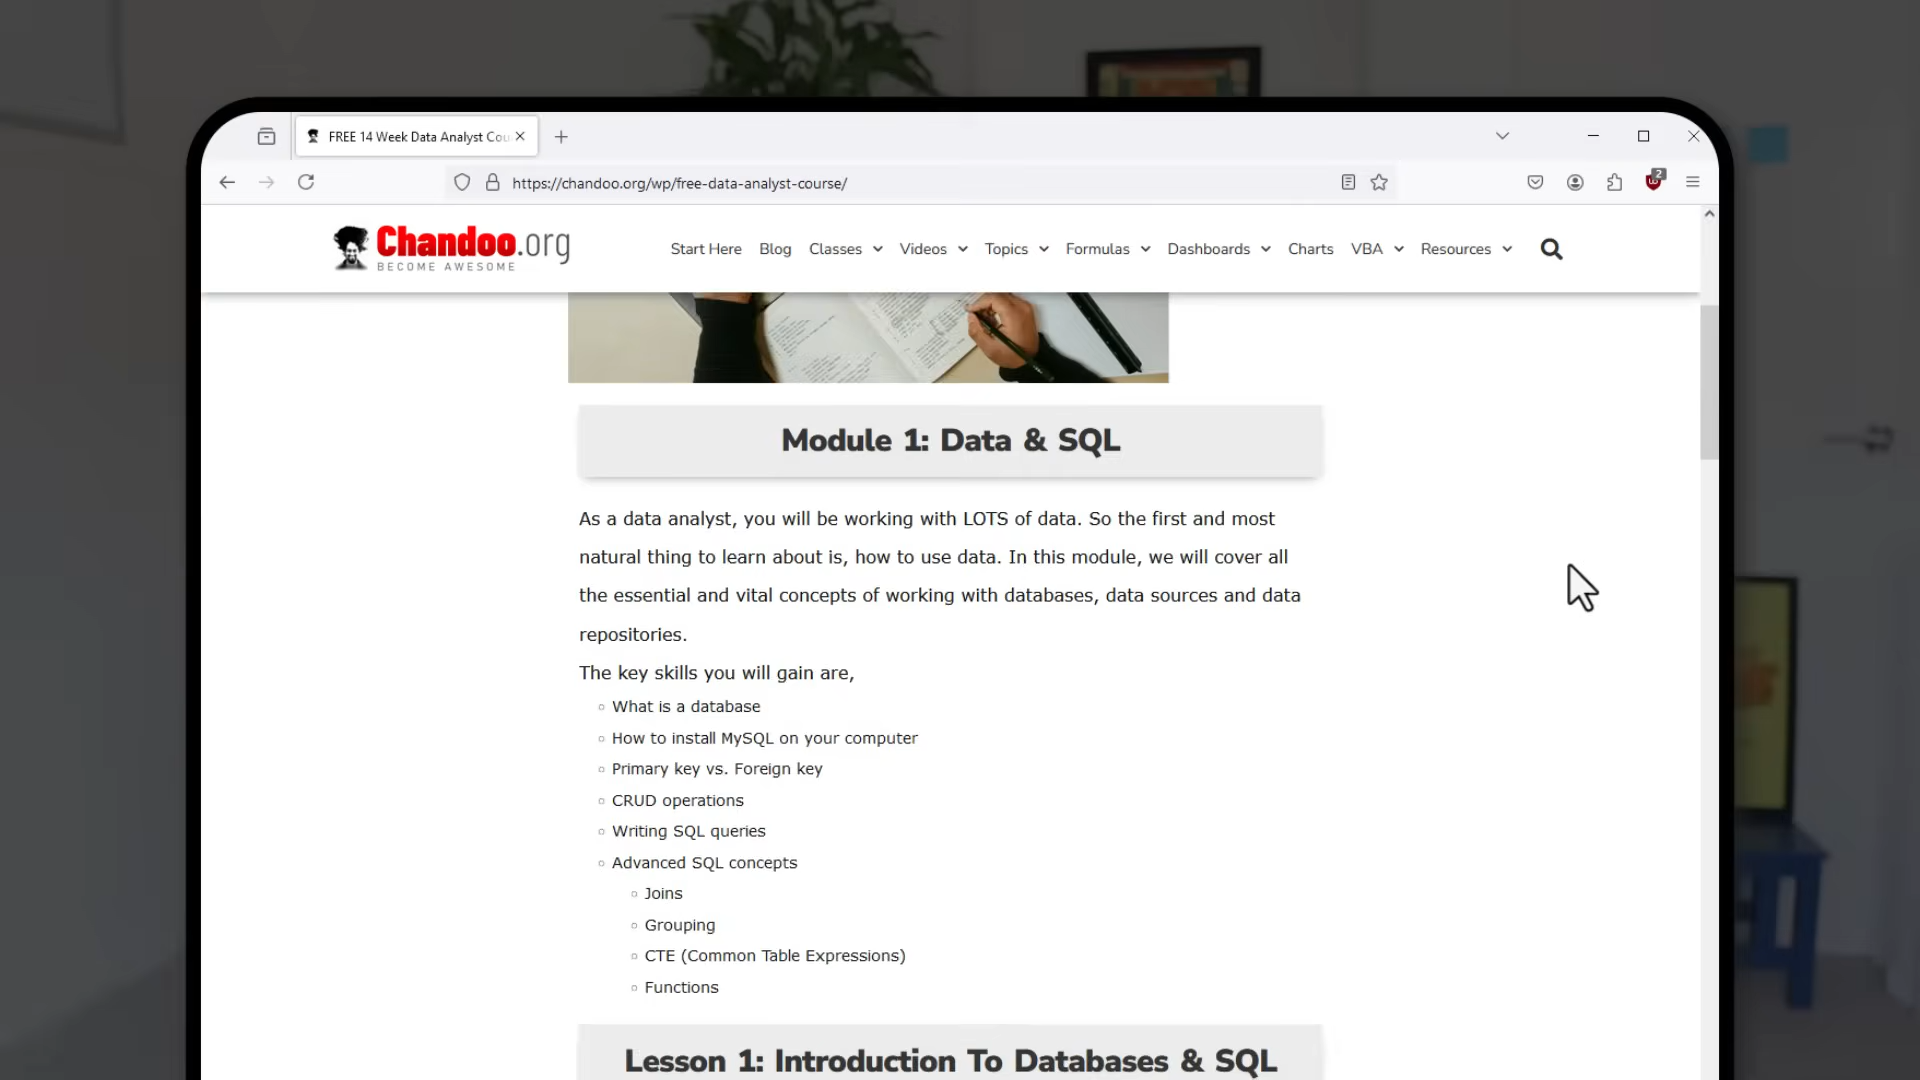 FREE 14 Week Data Analyst Cou
https://chandoo.org/wp/free-data-analyst-course/
2
Chandoo.org
BECOME AWESOME
Start Here Blog Classes Videos Topics Formulas Dashboards Charts VBA Resources
Module 1: Data & SQL
As a data analyst, you will be working with LOTS of data. So the first and most
natural thing to learn about is, how to use data. In this module, we will cover all
the essential and vital concepts of working with databases, data sources and data
repositories.
The key skills you will gain are,
What is a database
How to install MySQL on your computer
Primary key vs. Foreign key
CRUD operations
Writing SQL queries
Advanced SQL concepts
Joins
Grouping
CTE (Common Table Expressions)
Functions
Lesson 1: Introduction To Databases & SQL